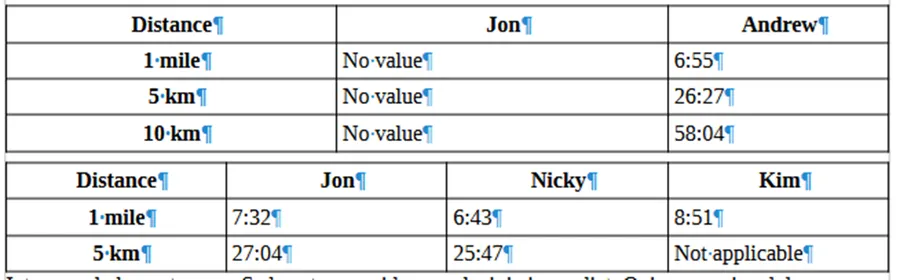 Distance¶ Jon¶ Andrew¶
1·mile¶ No·value¶ 6:55¶
5·km¶ No·value¶ 26:27¶
10·km¶ No·value¶ 58:04¶
Distance¶ Jon¶ Nicky¶ Kim¶
1·mile¶ 7:32¶ 6:43¶ 8:51¶
5·km¶ 27:04¶ 25:47¶ Not·applicable¶